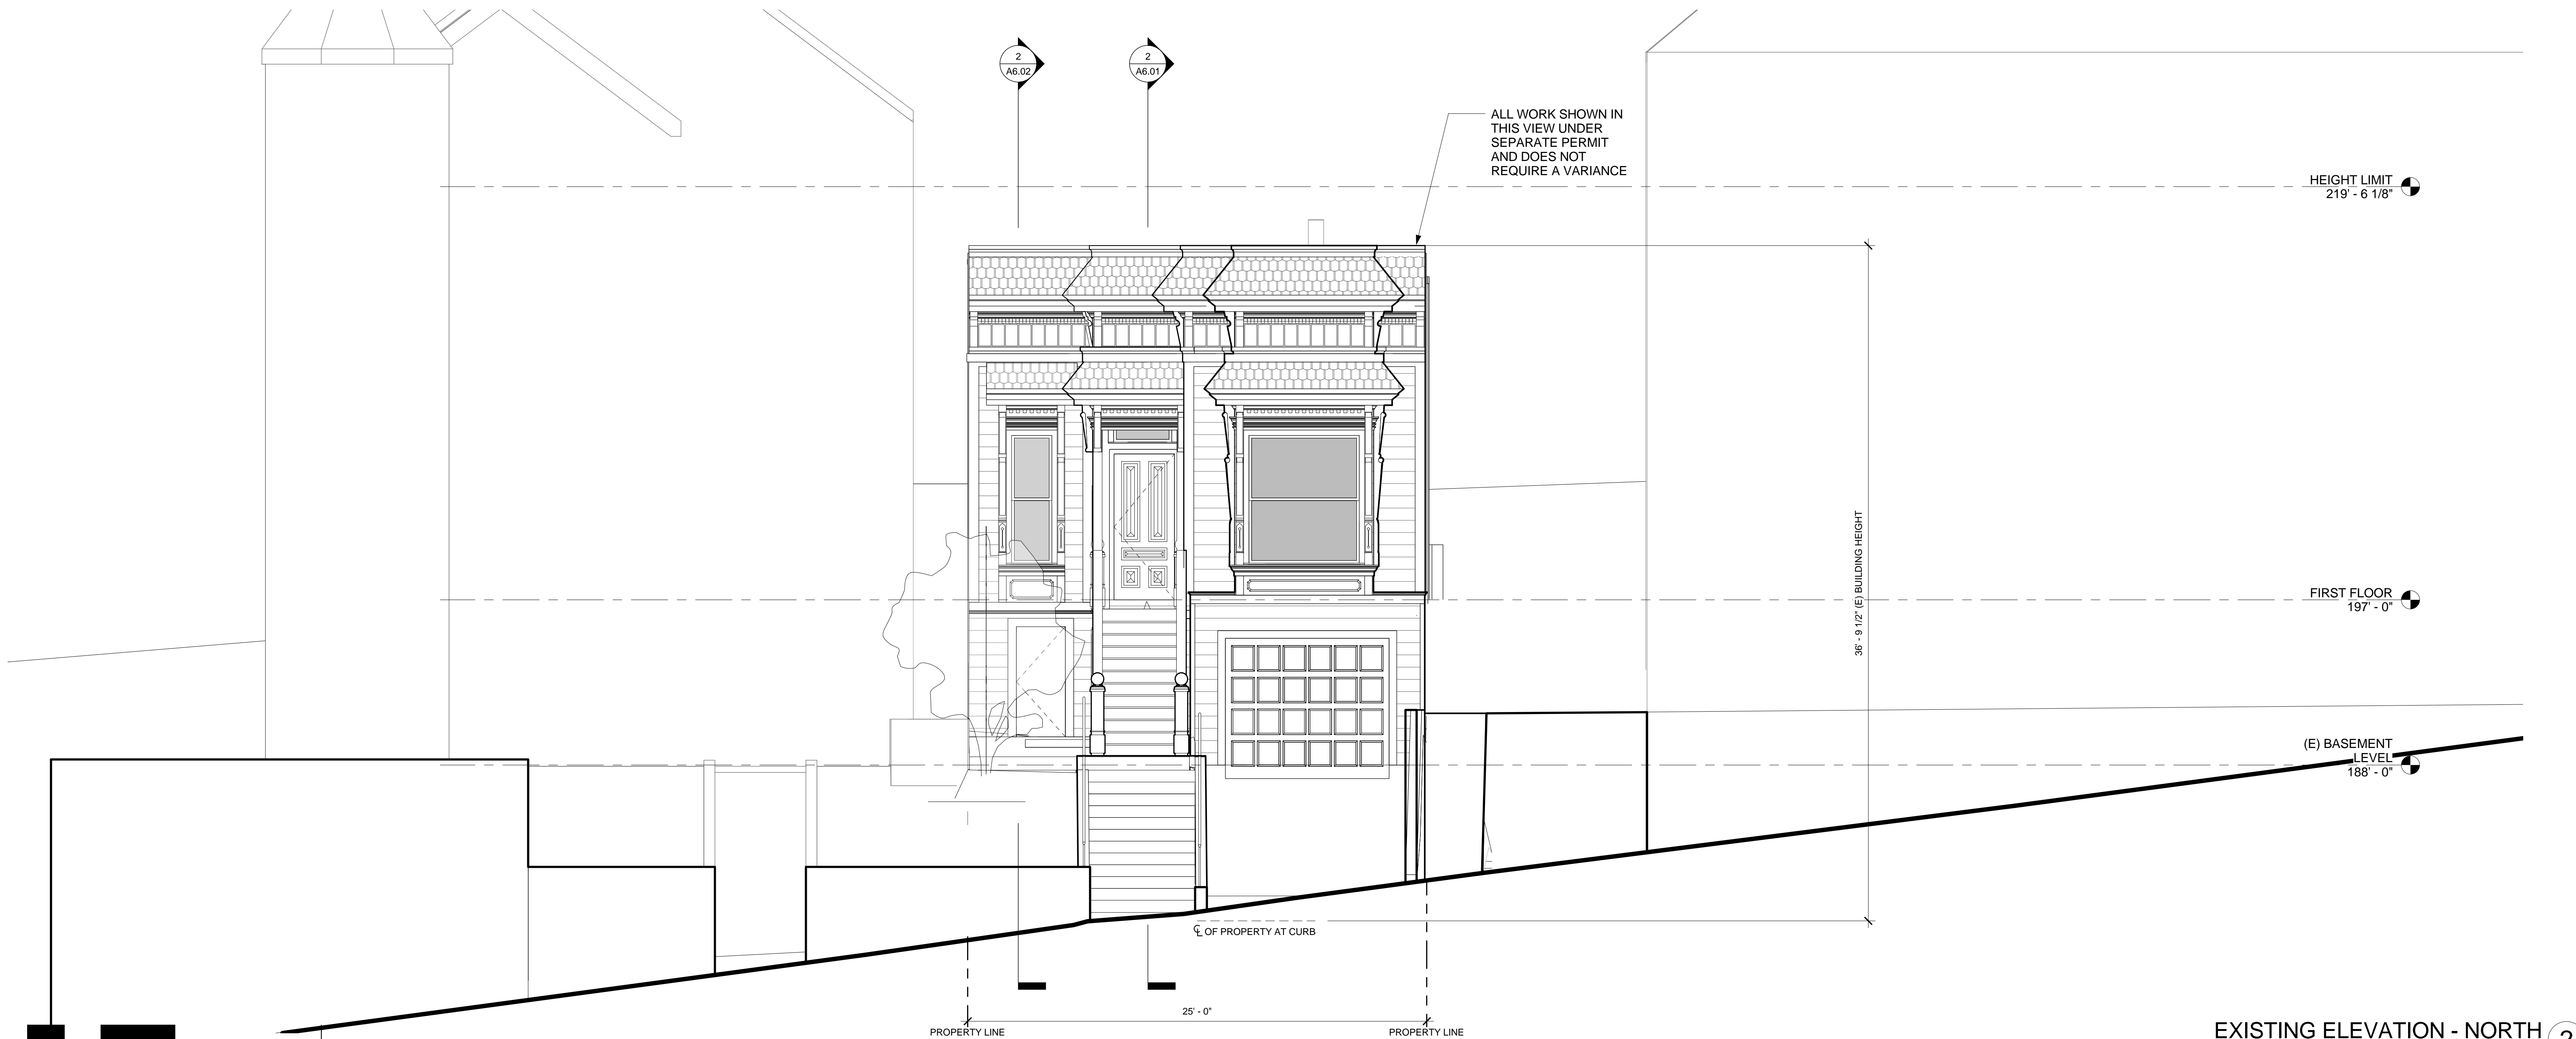 2
A6.02
2
A6.01
ALL WORK SHOWN IN
THIS VIEW UNDER
SEPARATE PERMIT
AND DOES NOT
REQUIRE A VARIANCE
HEIGHT LIMIT
219' - 6 1/8"
36' - 9 1/2" (E) BUILDING HEIGHT
FIRST FLOOR
197' - 0"
(E) BASEMENT
LEVEL
188' - 0"
℄ OF PROPERTY AT CURB
25' - 0"
PROPERTY LINE
PROPERTY LINE
EXISTING ELEVATION - NORTH